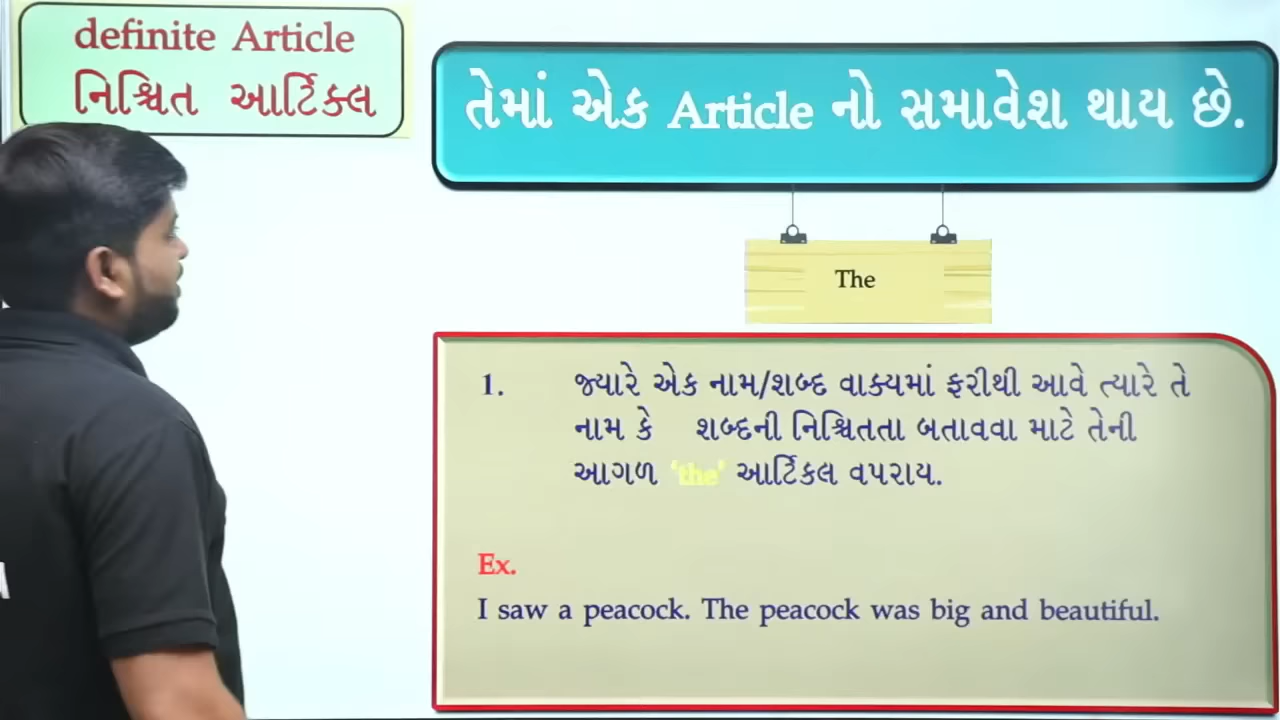 definite Article
નિશ્ચિત આર્ટિક્લ
તેમાં એક Article નો સમાવેશ થાય છે.
The
1. જ્યારે એક નામ/શબ્દ વાક્યમાં ફરીથી આવે ત્યારે તે
નામ કે શબ્દની નિશ્ચિતતા બતાવવા માટે તેની
આગળ 'the' આર્ટિકલ વપરાય.
Ex.
I saw a peacock. The peacock was big and beautiful.